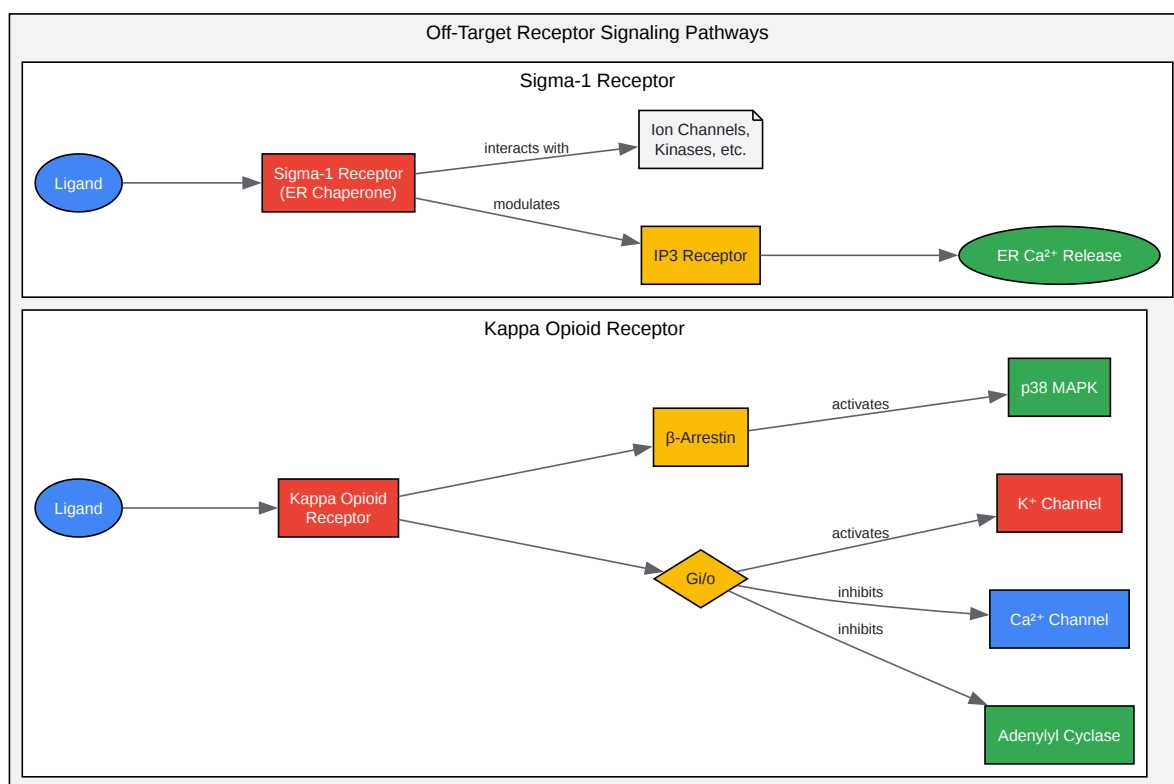 Off-Target Receptor Signaling Pathways
Sigma-1 Receptor
Ligand
Sigma-1 Receptor
(ER Chaperone)
interacts with
Ion Channels,
Kinases, etc.
modulates
IP3 Receptor
ER Ca²⁺ Release
Kappa Opioid Receptor
Ligand
Kappa Opioid
Receptor
β-Arrestin
activates
p38 MAPK
Gi/o
activates
K⁺ Channel
inhibits
Ca²⁺ Channel
inhibits
Adenylyl Cyclase